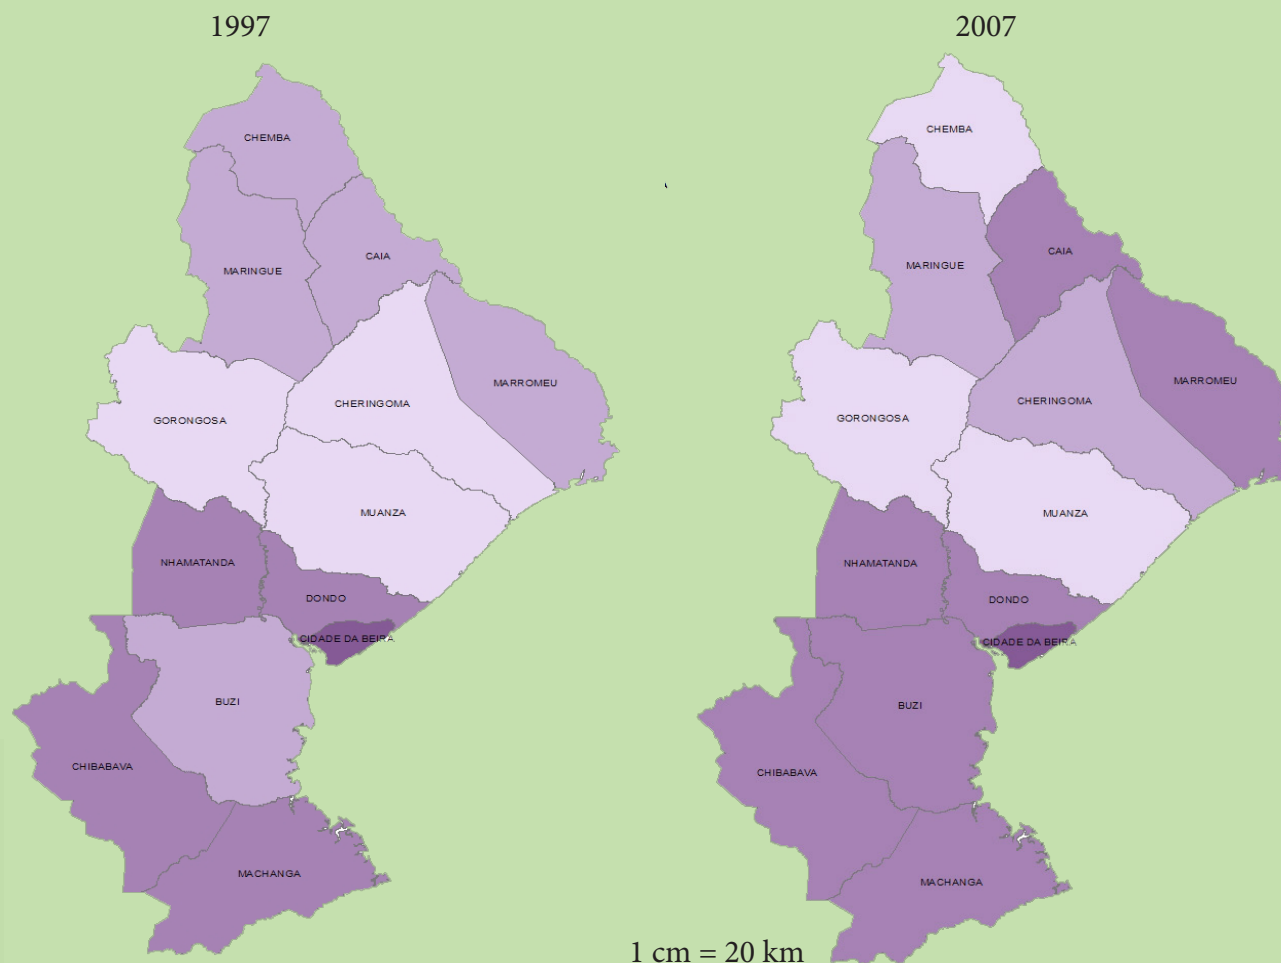 1997
CHEMBA
CAIA
MARINGUE
MARROMEU
CHERINGOMA
GORONGOSA
MUANZA
NHAMATANDA
DONDO
CIDADE DA BEIRA
BUZI
CHIBABAVA
MACHANGA
2007
CHEMBA
CAIA
MARINGUE
MARROMEU
CHERINGOMA
GORONGOSA
MUANZA
NHAMATANDA
DONDO
CIDADE DA BEIRA
BUZI
CHIBABAVA
MACHANGA
1 cm = 20 km